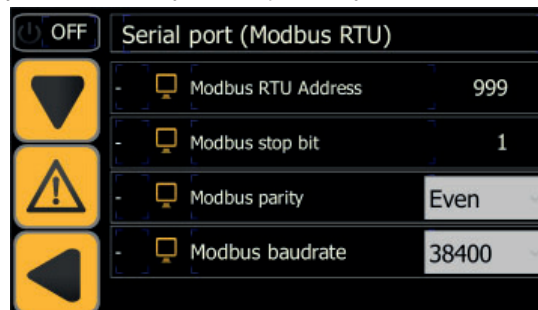 OFF
Serial port (Modbus RTU)
- Modbus RTU Address 999
- Modbus stop bit 1
- Modbus parity Even
- Modbus baudrate 38400